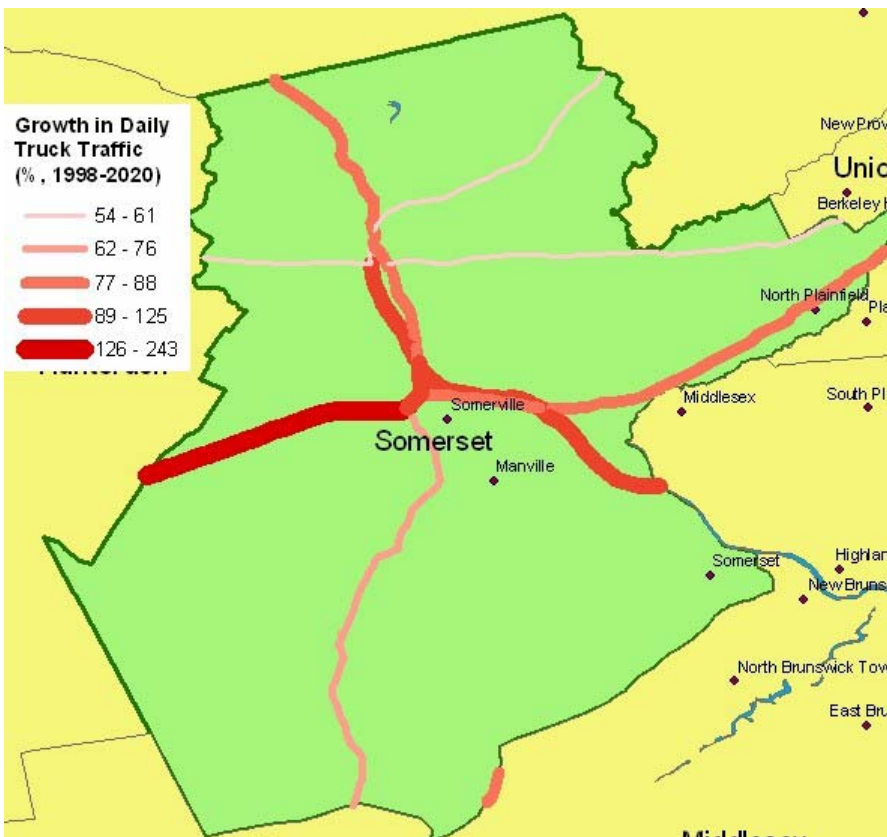 New Prov
Growth in Daily
Truck Traffic
(% , 1998-2020)
Unio
Berkeley H
54 - 61
62 - 76
77 - 88
North Plainfield
89 - 125
Pla
126 - 243
Middlesex
South Pl
Somerville
Somerset
Manville
Somerset
Highlan
New Bruns
North Brunswick Tow
East Bru